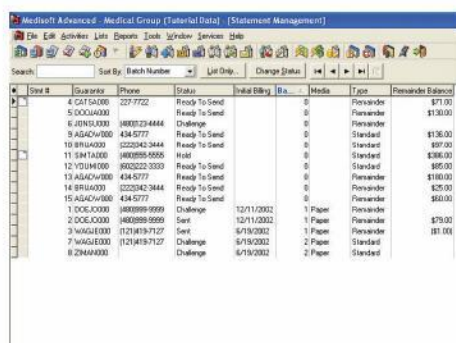 Medisoft Advanced - Medical Group (Tutorial Data) - [Statement Management]
File Edit Activities Lists Reports Tools Window Services Help
Search: Sort By: Batch Number List Only... Change Status
Stmt # Guarantor Phone Status Initial Billing Ba... Media Type Remainder Balance
4 CATSA000 227-7722 Ready To Send 0 Remainder $71.00
5 DOOJA000 Ready To Send 0 Remainder $130.00
6 JONSU000 (480)123-4444 Challenge 0 Remainder
9 AGADW000 434-5777 Ready To Send 0 Standard $136.00
10 BRUA000 (222)342-3444 Ready To Send 0 Standard $97.00
11 SIMTA000 (480)555-5555 Hold 0 Standard $386.00
12 YOUMI000 (602)222-3333 Ready To Send 0 Standard $85.00
13 AGADW000 434-5777 Ready To Send 0 Remainder $180.00
14 BRUA000 (222)342-3444 Ready To Send 0 Remainder $25.00
15 AGADW000 434-5777 Ready To Send 0 Remainder $60.00
1 DOEJO000 (480)999-9999 Challenge 12/11/2002 1 Paper Remainder
2 DOEJO000 (480)999-9999 Sent 12/11/2002 1 Paper Remainder $79.00
3 WAGJE000 (121)419-7127 Sent 6/19/2002 1 Paper Remainder ($1.00)
7 WAGJE000 (121)419-7127 Challenge 6/19/2002 2 Paper Standard
8 ZIMAN000 Challenge 6/19/2002 2 Paper Standard